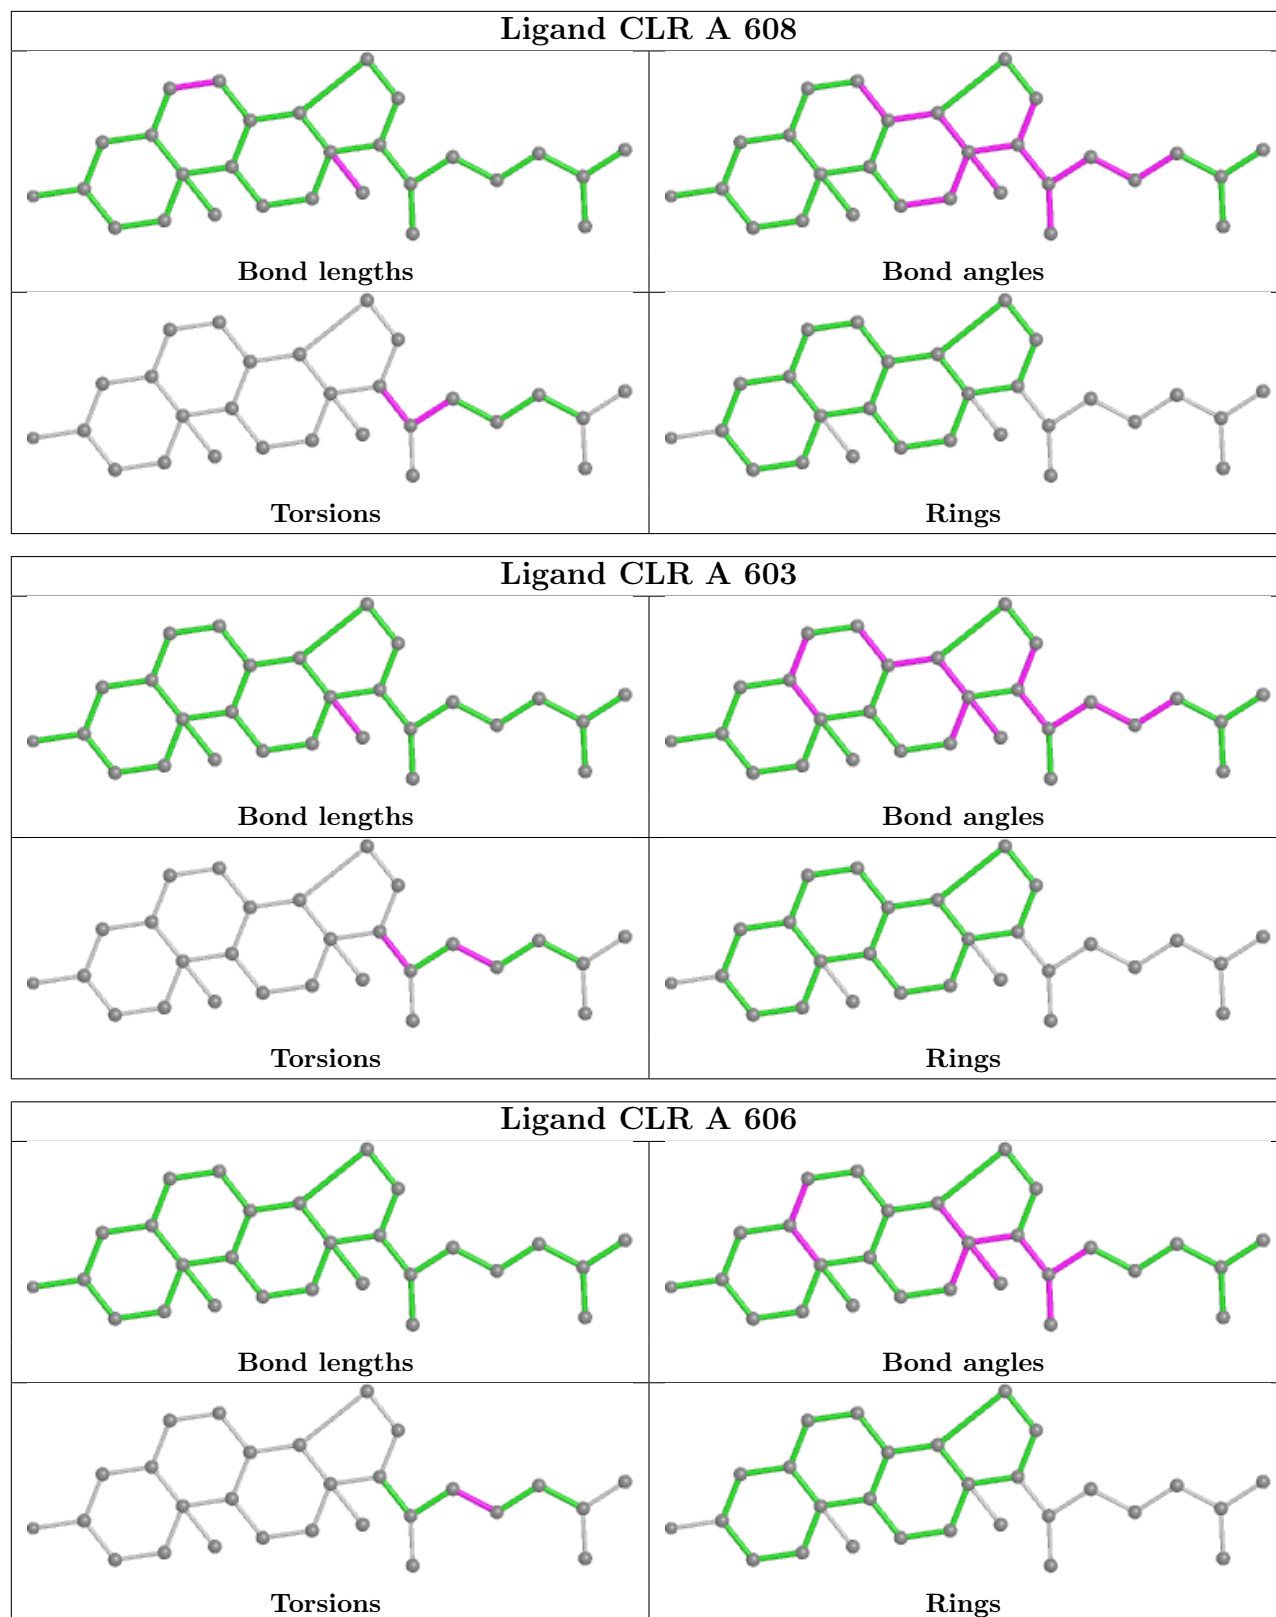 Ligand CLR A 608
Bond lengths
Bond angles
Torsions
Rings
Ligand CLR A 603
Bond lengths
Bond angles
Torsions
Rings
Ligand CLR A 606
Bond lengths
Bond angles
Torsions
Rings